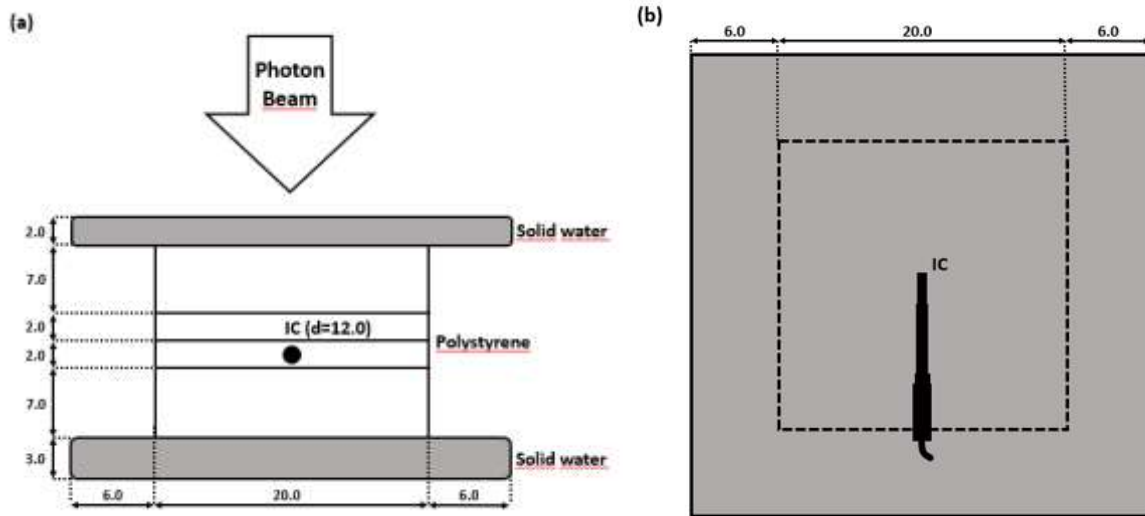 (a)
Photon
Beam
2.0
Solid water
7.0
2.0
IC (d=12.0)
2.0
Polystyrene
7.0
3.0
Solid water
6.0
20.0
6.0
(b)
6.0
20.0
6.0
IC